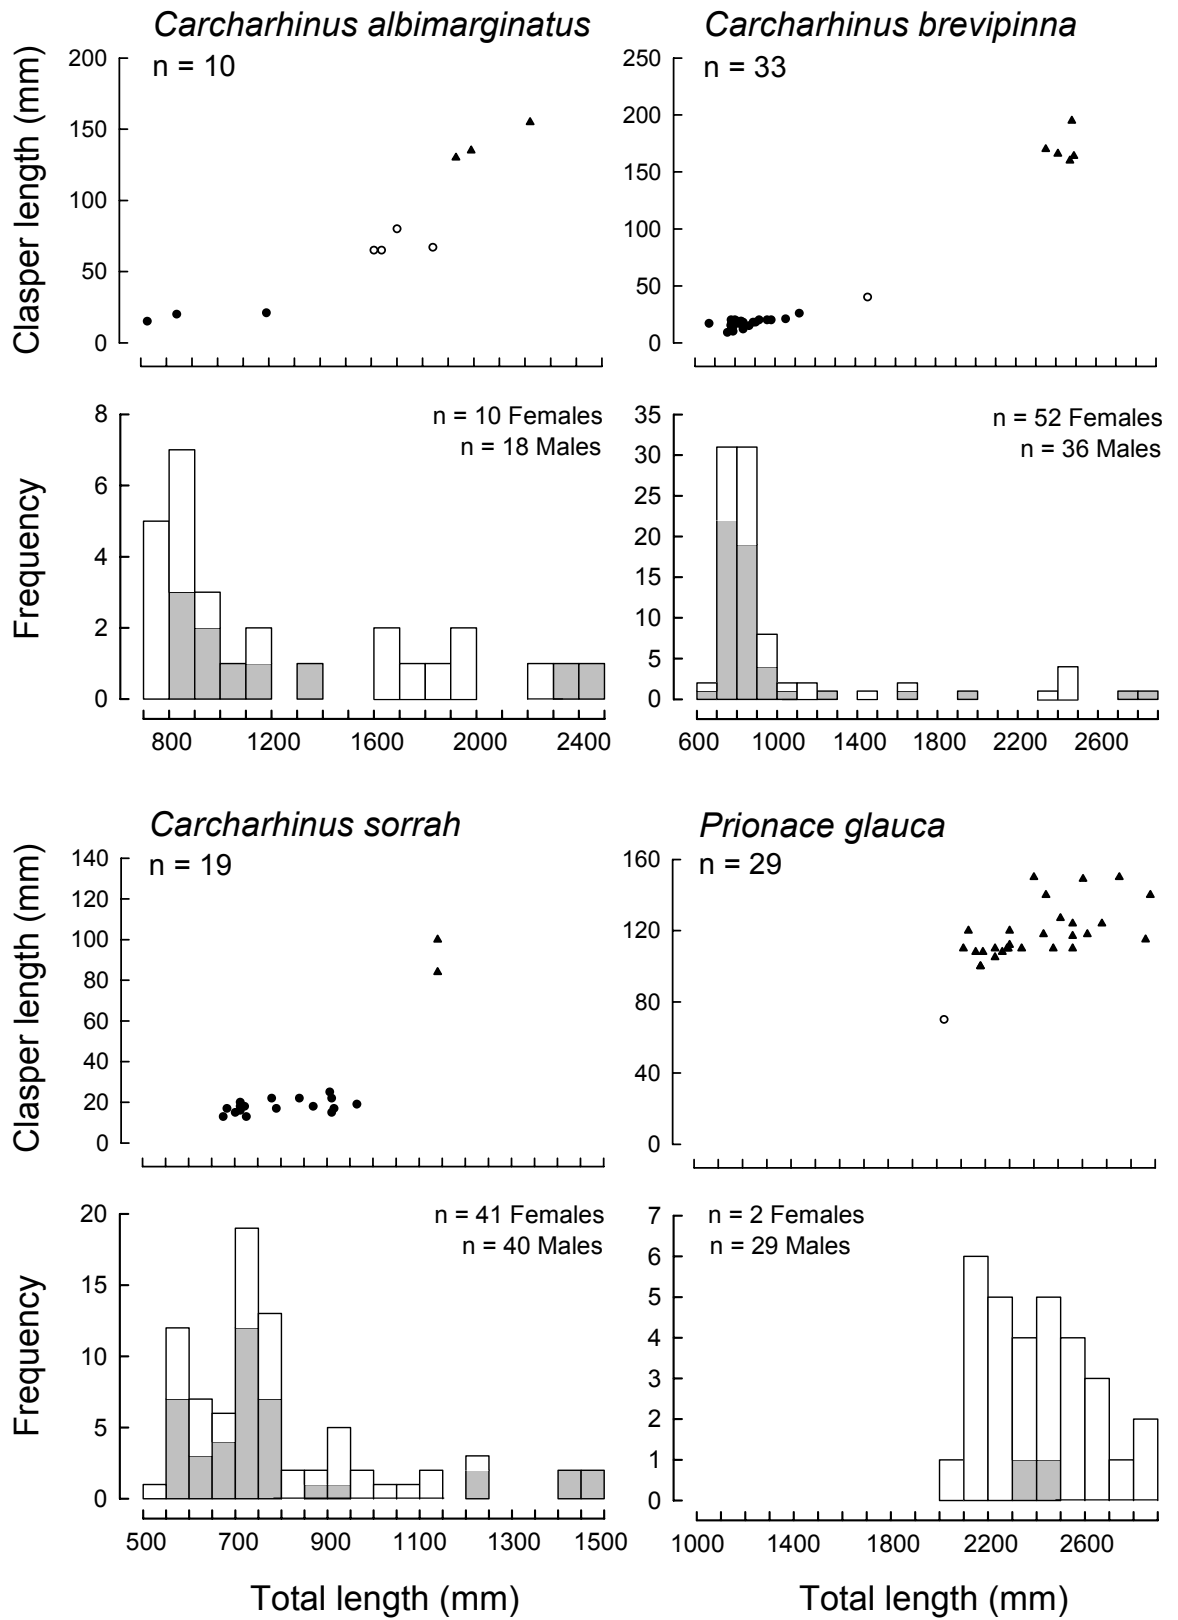 Carcharhinus albimarginatus
n = 10
Clasper length (mm)
200
150
100
50
0
Carcharhinus brevipinna
n = 33
250
200
150
100
50
0
n = 10 Females
n = 18 Males
Frequency
8
6
4
2
0
800 1200 1600 2000 2400
n = 52 Females
n = 36 Males
35
30
25
20
15
10
5
0
600 1000 1400 1800 2200 2600
Carcharhinus sorrah
n = 19
Clasper length (mm)
140
120
100
80
60
40
20
0
Prionace glauca
n = 29
160
120
80
40
0
n = 41 Females
n = 40 Males
Frequency
20
15
10
5
0
500 700 900 1100 1300 1500
Total length (mm)
n = 2 Females
n = 29 Males
7
6
5
4
3
2
1
0
1000 1400 1800 2200 2600
Total length (mm)